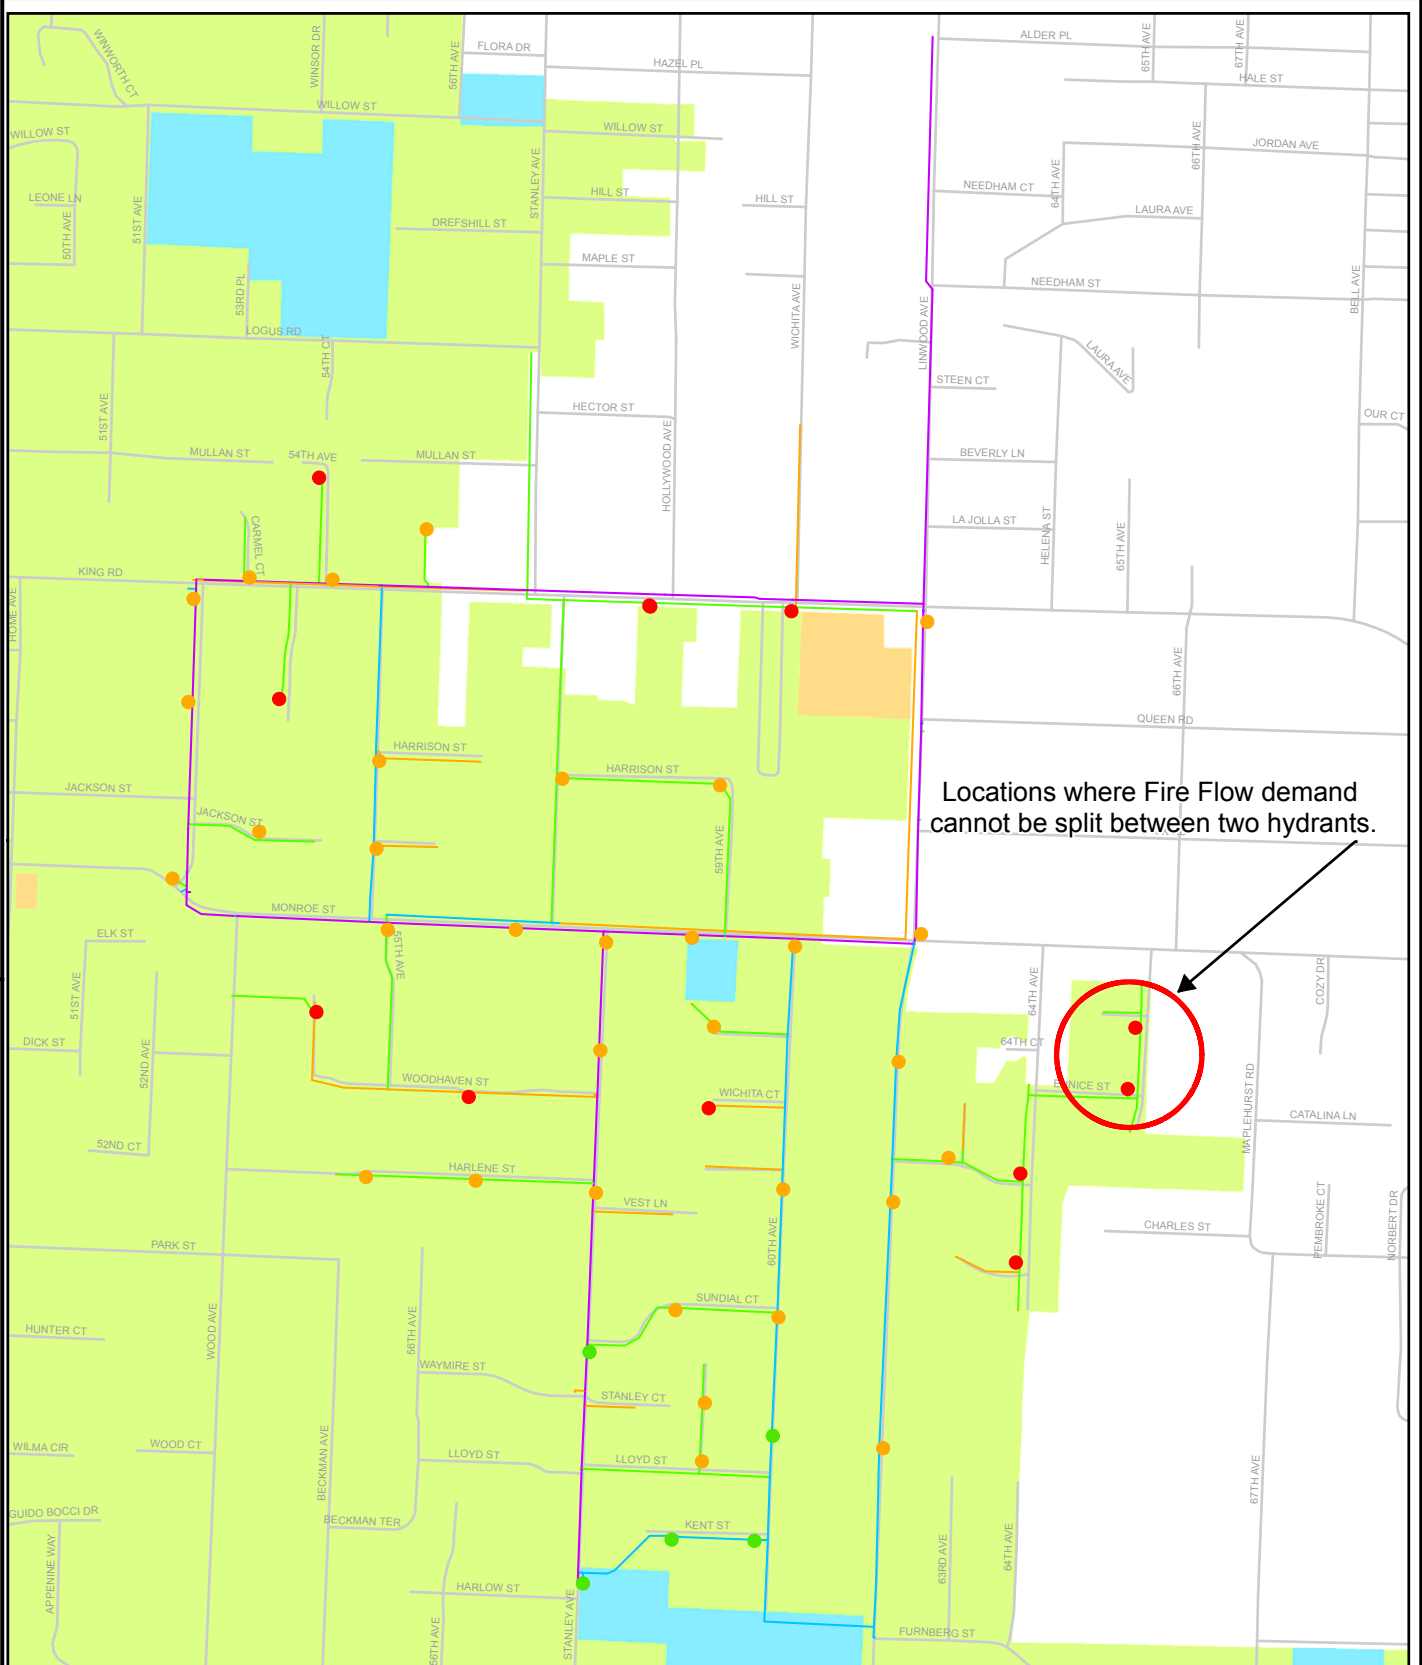 WINWORTH CT
WINSOR DR
56TH AVE
FLORA DR
HAZEL PL
ALDER PL
65TH AVE
67TH AVE
HALE ST
WILLOW ST
WILLOW ST
WILLOW ST
JORDAN AVE
66TH AVE
LEONE LN
50TH AVE
51ST AVE
DREFSHILL ST
STANLEY AVE
HILL ST
HILL ST
NEEDHAM CT
64TH AVE
LAURA AVE
MAPLE ST
53RD PL
NEEDHAM ST
BELL AVE
LOGUS RD
54TH CT
WICHITA AVE
LINWOOD AVE
LAURA AVE
STEEN CT
51ST AVE
HECTOR ST
OUR CT
MULLAN ST
54TH AVE
MULLAN ST
HOLLYWOOD AVE
BEVERLY LN
CARMEL CT
LA JOLLA ST
HELENA ST
65TH AVE
KING RD
HOME AVE
66TH AVE
QUEEN RD
HARRISON ST
HARRISON ST
JACKSON ST
JACKSON ST
59TH AVE
Locations where Fire Flow demand
cannot be split between two hydrants.
MONROE ST
ELK ST
55TH AVE
51ST AVE
64TH AVE
COZY DR
DICK ST
52ND AVE
64TH CT
WOODHAVEN ST
WICHITA CT
EUNICE ST
MAPLEHURST RD
CATALINA LN
52ND CT
HARLENE ST
VEST LN
60TH AVE
CHARLES ST
PEMBROKE CT
NORBERT DR
PARK ST
SUNDIAL CT
HUNTER CT
WOOD AVE
56TH AVE
WAYMIRE ST
STANLEY CT
WILMA CIR
WOOD CT
BECKMAN AVE
LLOYD ST
LLOYD ST
67TH AVE
GUIDO BOCCI DR
BECKMAN TER
KENT ST
APPENINE WAY
63RD AVE
64TH AVE
HARLOW ST
56TH AVE
STANLEY AVE
FURNBERG ST